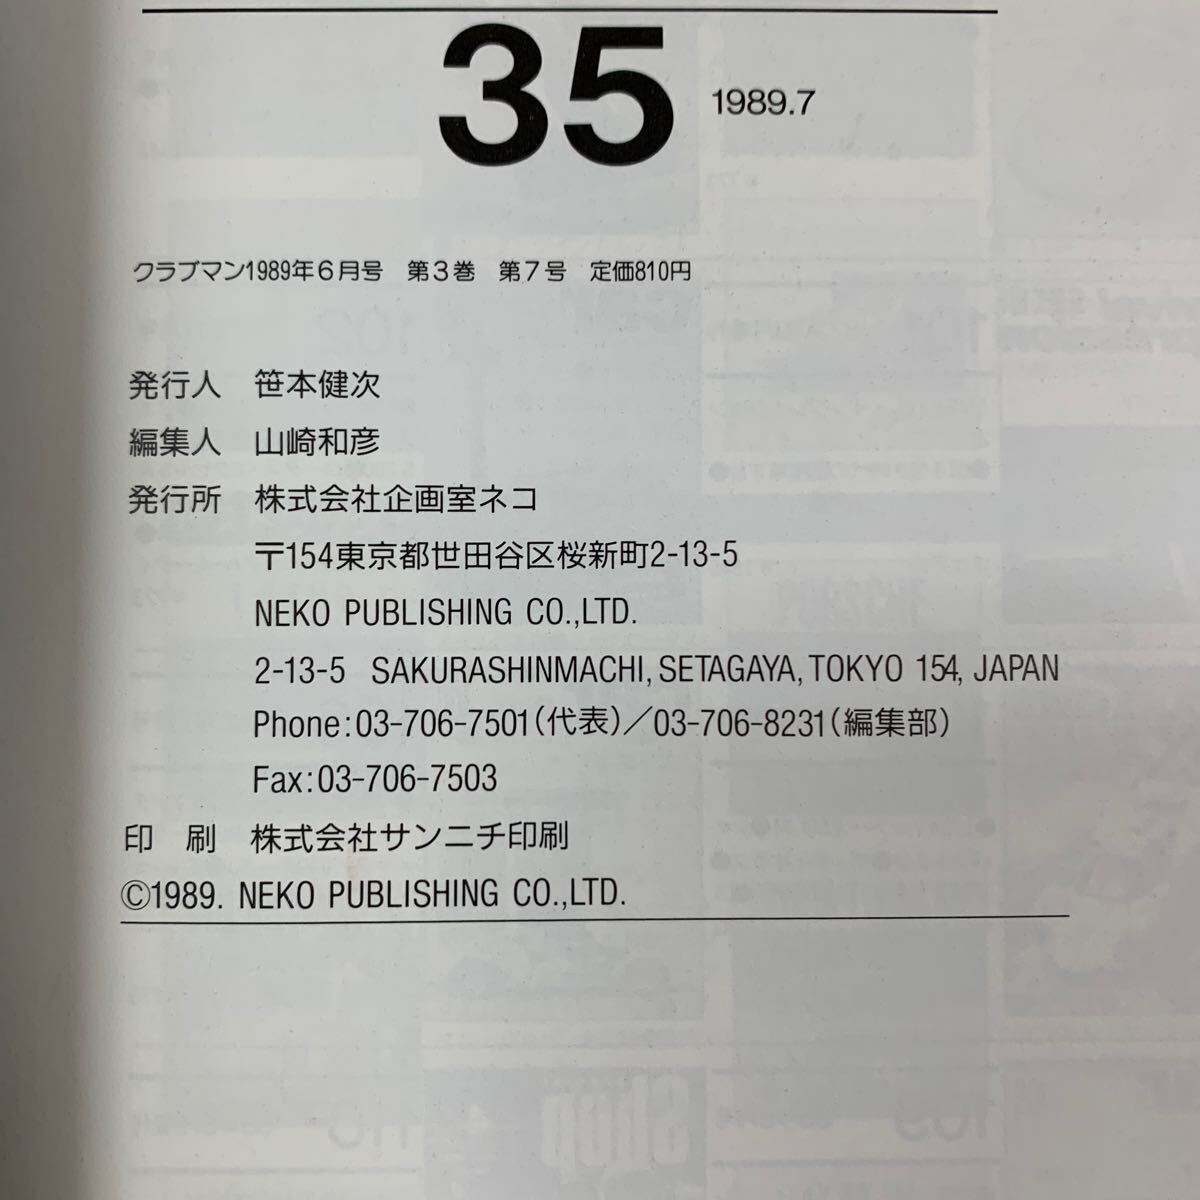 35 1989.7
クラブマン1989年6月号 第3巻 第7号 定価810円
発行人 笹本健次
編集人 山崎和彦
発行所 株式会社企画室ネコ
〒154東京都世田谷区桜新町2-13-5
NEKO PUBLISHING CO.,LTD.
2-13-5 SAKURASHINMACHI, SETAGAYA, TOKYO 154, JAPAN
Phone:03-706-7501(代表)／03-706-8231(編集部)
Fax:03-706-7503
印 刷 株式会社サンニチ印刷
©1989. NEKO PUBLISHING CO.,LTD.